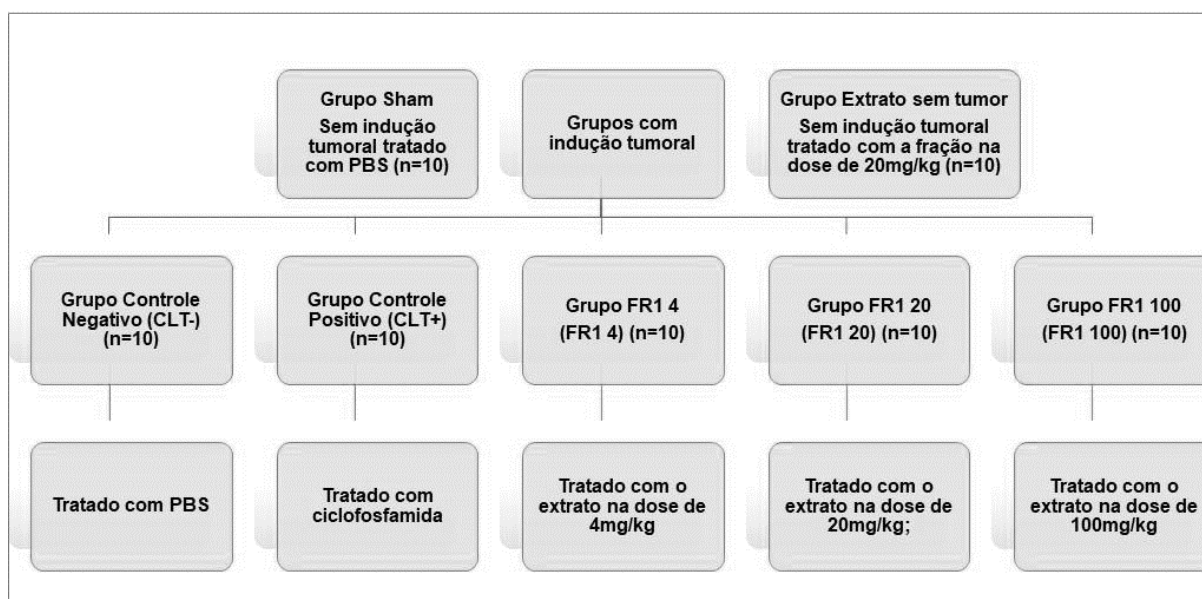 Grupo Sham
Sem indução
tumoral tratado
com PBS (n=10)
Grupos com
indução tumoral
Grupo Extrato sem tumor
Sem indução tumoral
tratado com a fração na
dose de 20mg/kg (n=10)
Grupo Controle
Negativo (CLT-)
(n=10)
Grupo Controle
Positivo (CLT+)
(n=10)
Grupo FR1 4
(FR1 4) (n=10)
Grupo FR1 20
(FR1 20) (n=10)
Grupo FR1 100
(FR1 100) (n=10)
Tratado com PBS
Tratado com
ciclofosfamida
Tratado com o
extrato na dose de
4mg/kg
Tratado com o
extrato na dose de
20mg/kg;
Tratado com o
extrato na dose de
100mg/kg